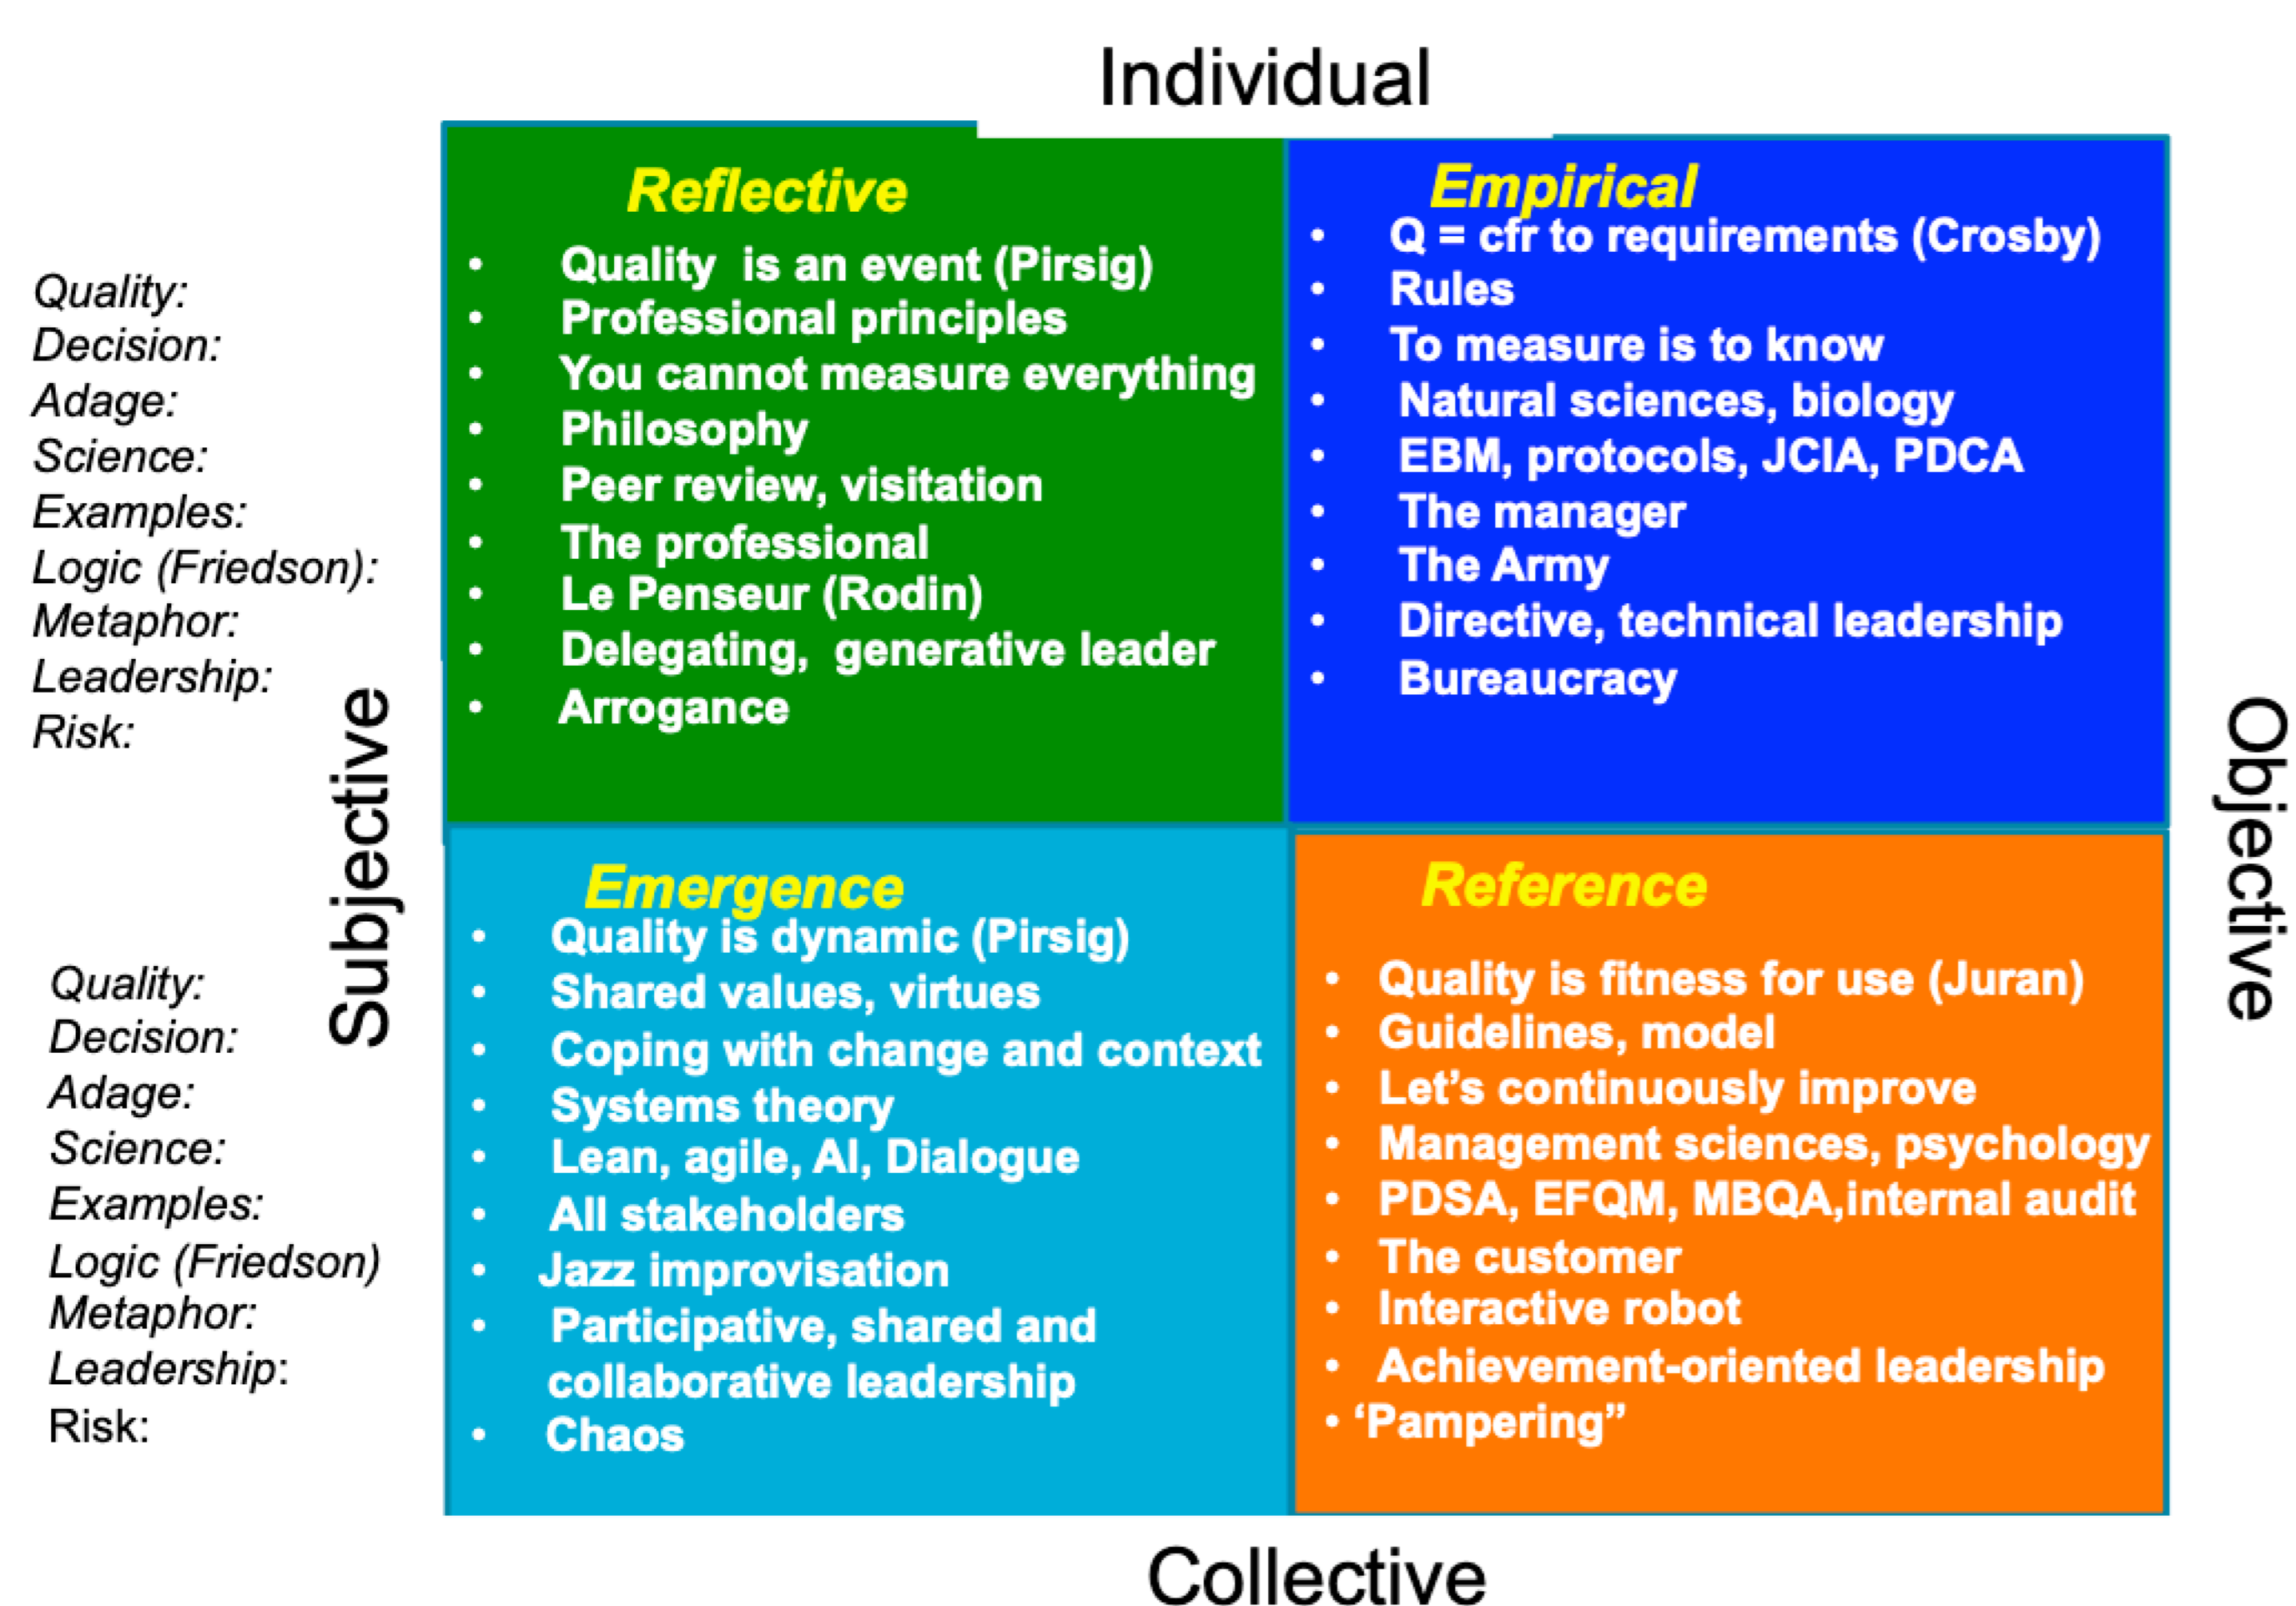 Individual
Quality:
Decision:
Adage:
Science:
Examples:
Logic (Friedson):
Metaphor:
Leadership:
Risk:
Reflective
• Quality is an event (Pirsig)
• Professional principles
• You cannot measure everything
• Philosophy
• Peer review, visitation
• The professional
• Le Penseur (Rodin)
• Delegating, generative leader
• Arrogance
Empirical
• Q = cfr to requirements (Crosby)
• Rules
• To measure is to know
• Natural sciences, biology
• EBM, protocols, JCIA, PDCA
• The manager
• The Army
• Directive, technical leadership
• Bureaucracy
Subjective
Objective
Quality:
Decision:
Adage:
Science:
Examples:
Logic (Friedson)
Metaphor:
Leadership:
Risk:
Emergence
• Quality is dynamic (Pirsig)
• Shared values, virtues
• Coping with change and context
• Systems theory
• Lean, agile, AI, Dialogue
• All stakeholders
• Jazz improvisation
• Participative, shared and
collaborative leadership
• Chaos
Reference
• Quality is fitness for use (Juran)
• Guidelines, model
• Let’s continuously improve
• Management sciences, psychology
• PDSA, EFQM, MBQA,internal audit
• The customer
• Interactive robot
• Achievement-oriented leadership
• ‘Pampering”
Collective